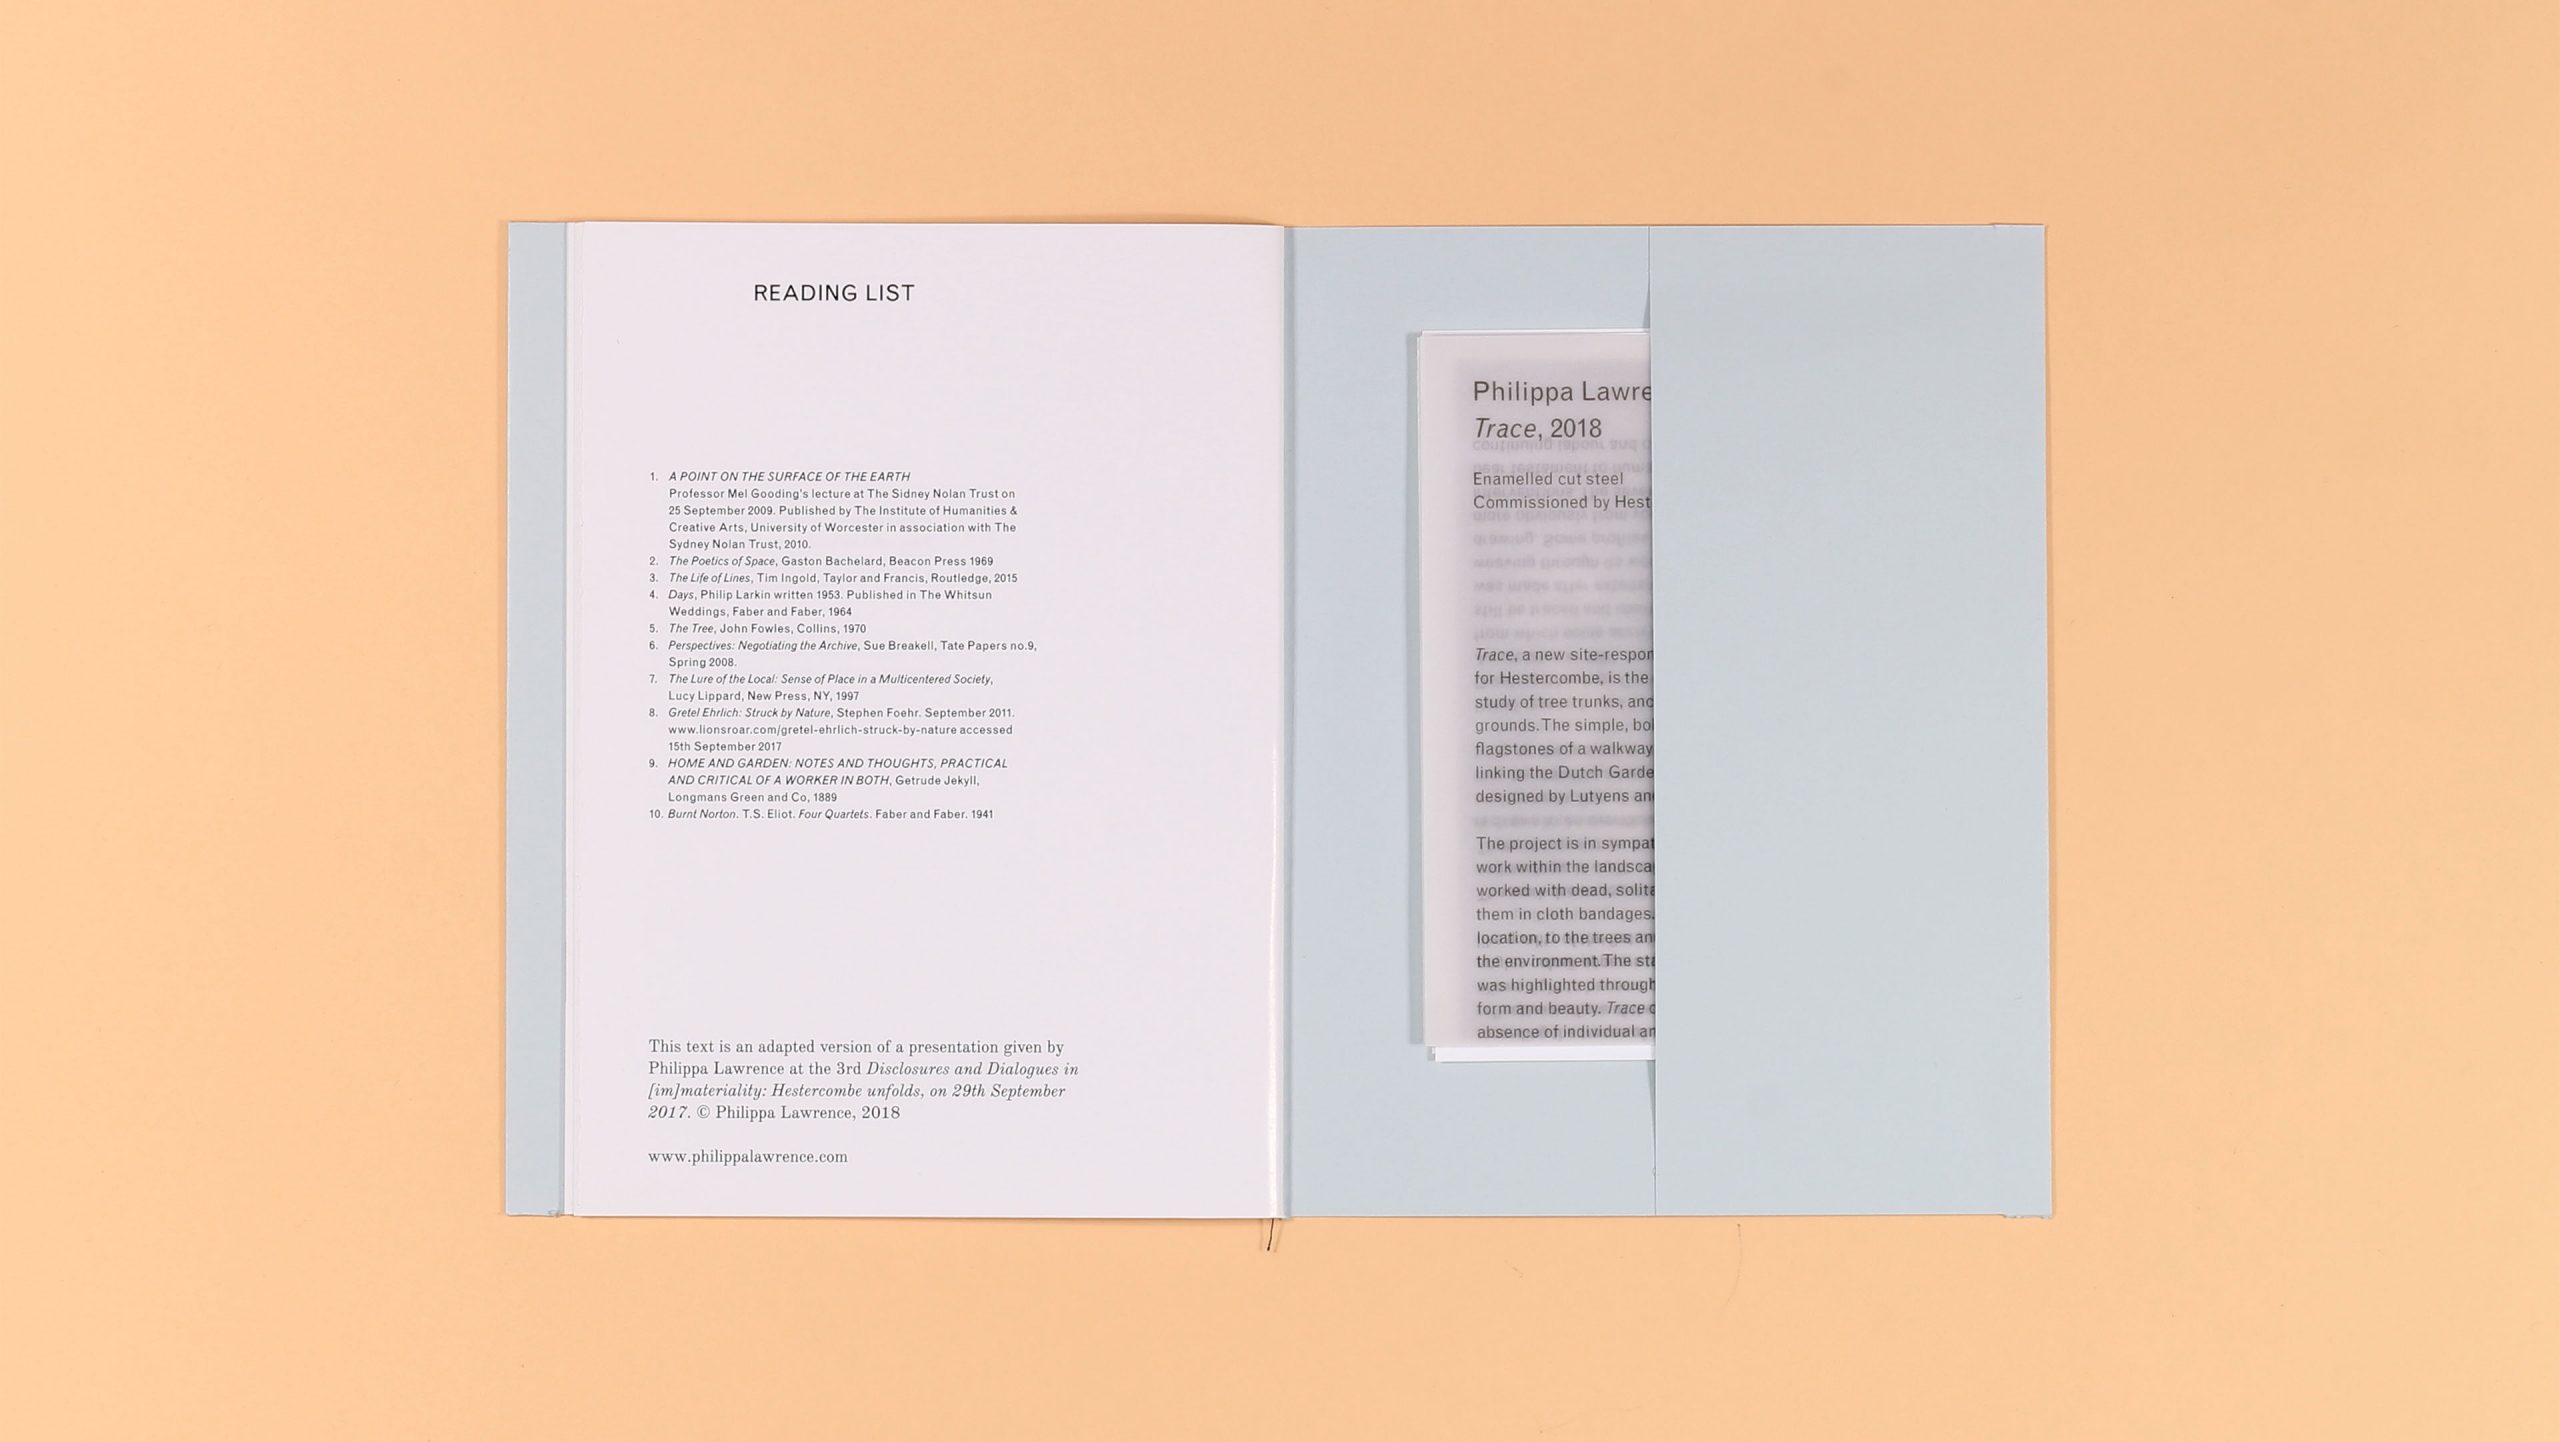 READING LIST
1. A POINT ON THE SURFACE OF THE EARTH
Professor Mel Gooding's lecture at The Sidney Nolan Trust on
25 September 2009. Published by The Institute of Humanities &
Creative Arts, University of Worcester in association with The
Sydney Nolan Trust, 2010.
2. The Poetics of Space, Gaston Bachelard, Beacon Press 1969
3. The Life of Lines, Tim Ingold, Taylor and Francis, Routledge, 2015
4. Days, Philip Larkin written 1953. Published in The Whitsun
Weddings, Faber and Faber, 1964
5. The Tree, John Fowles, Collins, 1970
6. Perspectives: Negotiating the Archive, Sue Breakell, Tate Papers no.9,
Spring 2008.
7. The Lure of the Local: Sense of Place in a Multicentered Society,
Lucy Lippard, New Press, NY, 1997
8. Gretel Ehrlich: Struck by Nature, Stephen Foehr. September 2011.
www.lionsroar.com/gretel-ehrlich-struck-by-nature accessed
15th September 2017
9. HOME AND GARDEN: NOTES AND THOUGHTS, PRACTICAL
AND CRITICAL OF A WORKER IN BOTH, Getrude Jekyll,
Longmans Green and Co, 1889
10. Burnt Norton. T.S. Eliot. Four Quartets. Faber and Faber. 1941
This text is an adapted version of a presentation given by
Philippa Lawrence at the 3rd Disclosures and Dialogues in
[im]materiality: Hestercombe unfolds, on 29th September
2017. © Philippa Lawrence, 2018
www.philippalawrence.com
Philippa Lawre
Trace, 2018
Enamelled cut steel
Commissioned by Hest
Trace, a new site-respon
for Hestercombe, is the
study of tree trunks, and
grounds. The simple, bol
flagstones of a walkway
linking the Dutch Garde
designed by Lutyens an
The project is in sympat
work within the landsca
worked with dead, solita
them in cloth bandages.
location, to the trees an
the environment. The sta
was highlighted through
form and beauty. Trace
absence of individual an